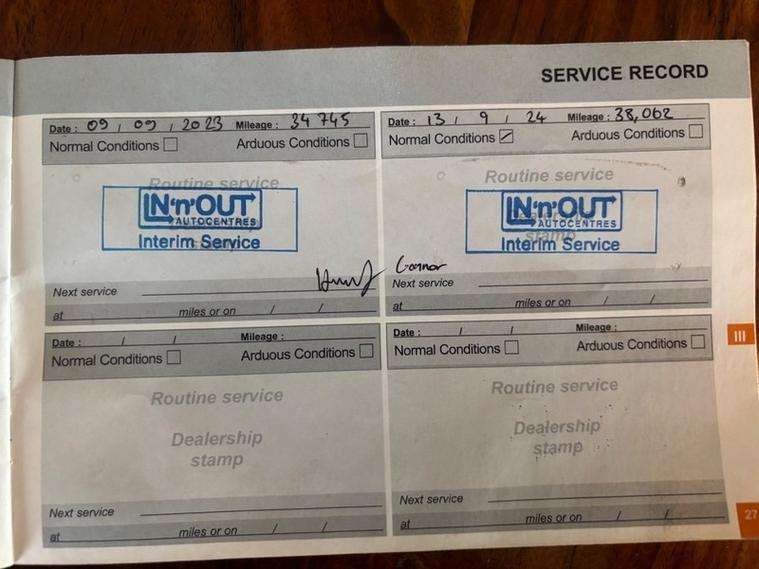 SERVICE RECORD
Date : 09 / 09 / 2023 Mileage : 34 745
Normal Conditions Arduous Conditions
Routine service
IN'n'OUT
AUTOCENTRES
Interim Service
Next service
at miles or on / /
Date : 13 / 9 / 24 Mileage : 38,062
Normal Conditions Arduous Conditions
Routine service
IN'n'OUT
AUTOCENTRES
Interim Service
Connor
Next service
at miles or on / /
Date : / / Mileage :
Normal Conditions Arduous Conditions
Routine service
Dealership
stamp
Next service
at miles or on / /
Date : / / Mileage :
Normal Conditions Arduous Conditions
Routine service
Dealership
stamp
Next service
at miles or on / /
III
27